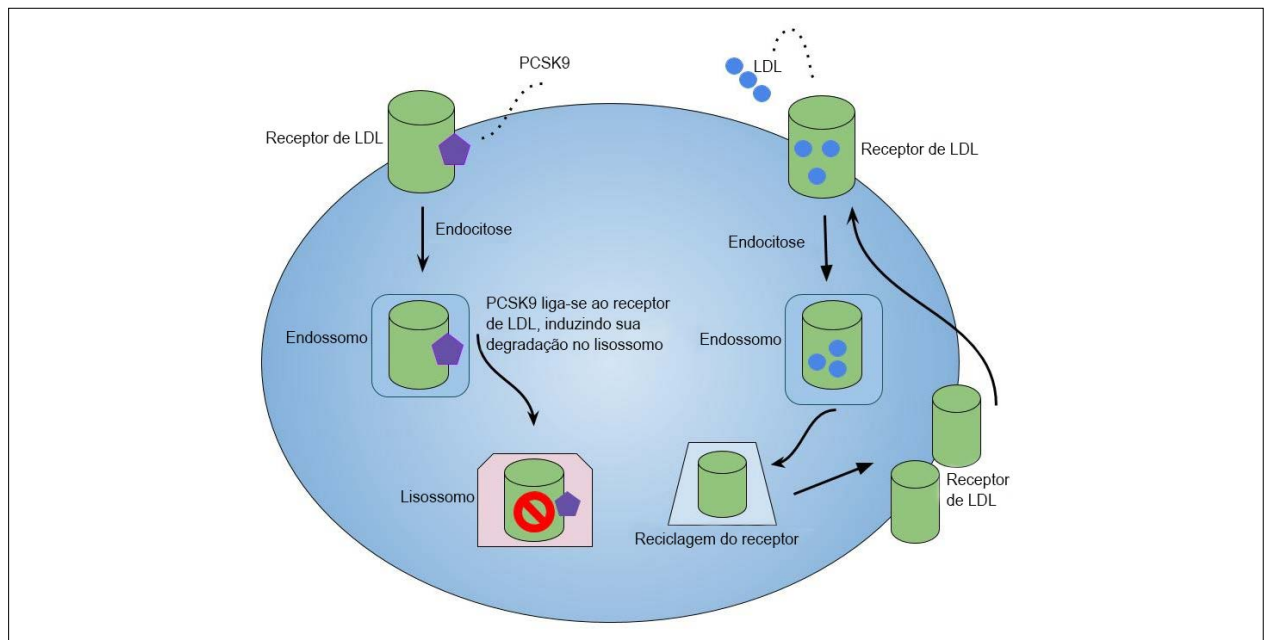 PCSK9
LDL
Receptor de LDL
Receptor de LDL
Endocitose
Endocitose
PCSK9 liga-se ao receptor
de LDL, induzindo sua
degradação no lisossomo
Endossomo
Endossomo
Lisossomo
Receptor
de LDL
Reciclagem do receptor